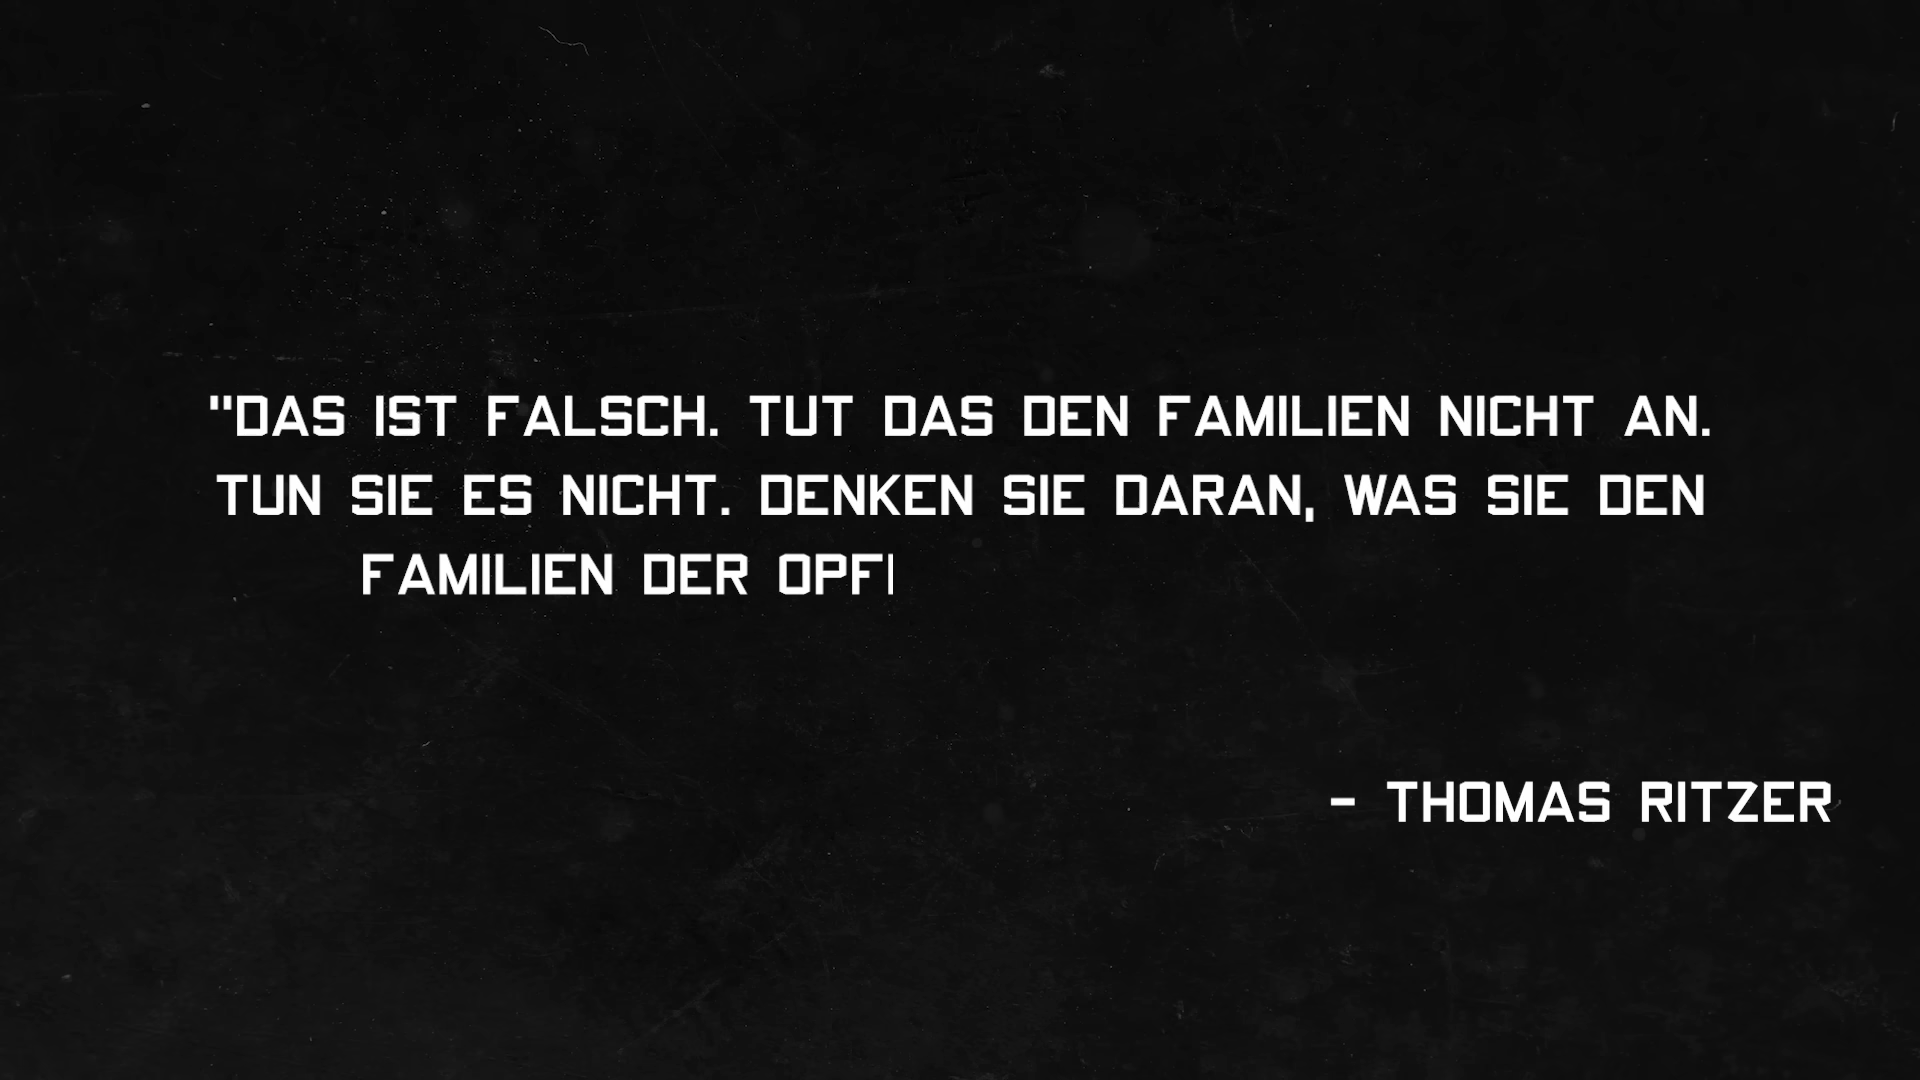 "DAS IST FALSCH. TUT DAS DEN FAMILIEN NICHT AN.
TUN SIE ES NICHT. DENKEN SIE DARAN, WAS SIE DEN
FAMILIEN DER OPF
- THOMAS RITZER